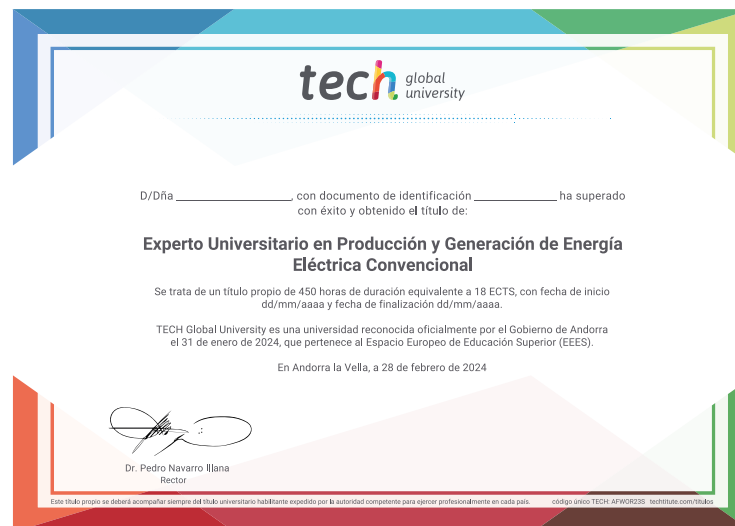 tech global university
D/Dña ____________________, con documento de identificación ______________ ha superado
con éxito y obtenido el título de:
Experto Universitario en Producción y Generación de Energía
Eléctrica Convencional
Se trata de un título propio de 450 horas de duración equivalente a 18 ECTS, con fecha de inicio
dd/mm/aaaa y fecha de finalización dd/mm/aaaa.
TECH Global University es una universidad reconocida oficialmente por el Gobierno de Andorra
el 31 de enero de 2024, que pertenece al Espacio Europeo de Educación Superior (EEES).
En Andorra la Vella, a 28 de febrero de 2024
Dr. Pedro Navarro Illana
Rector
Este título propio se deberá acompañar siempre del título universitario habilitante expedido por la autoridad competente para ejercer profesionalmente en cada país. código único TECH: AFWOR23S techtitute.com/titulos